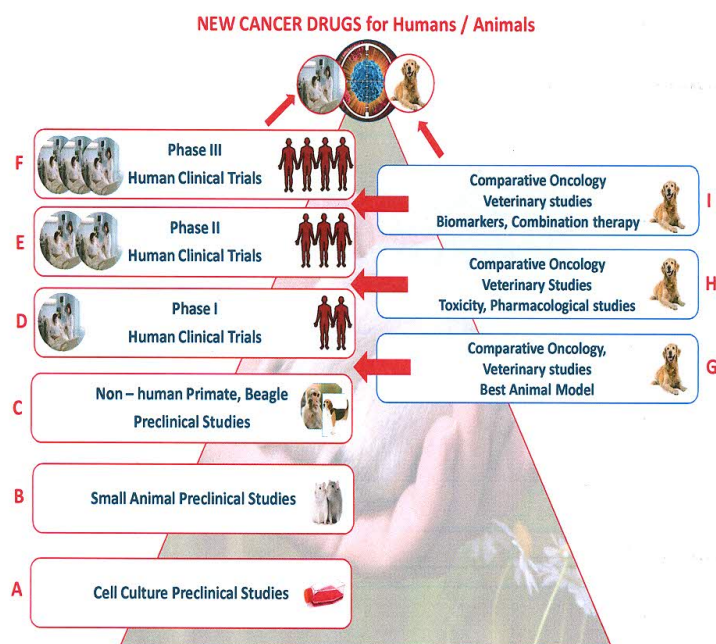 NEW CANCER DRUGS for Humans / Animals
F
Phase III
Human Clinical Trials
I
Comparative Oncology
Veterinary studies
Biomarkers, Combination therapy
E
Phase II
Human Clinical Trials
H
Comparative Oncology
Veterinary Studies
Toxicity, Pharmacological studies
D
Phase I
Human Clinical Trials
G
Comparative Oncology,
Veterinary studies
Best Animal Model
C
Non – human Primate, Beagle
Preclinical Studies
B
Small Animal Preclinical Studies
A
Cell Culture Preclinical Studies